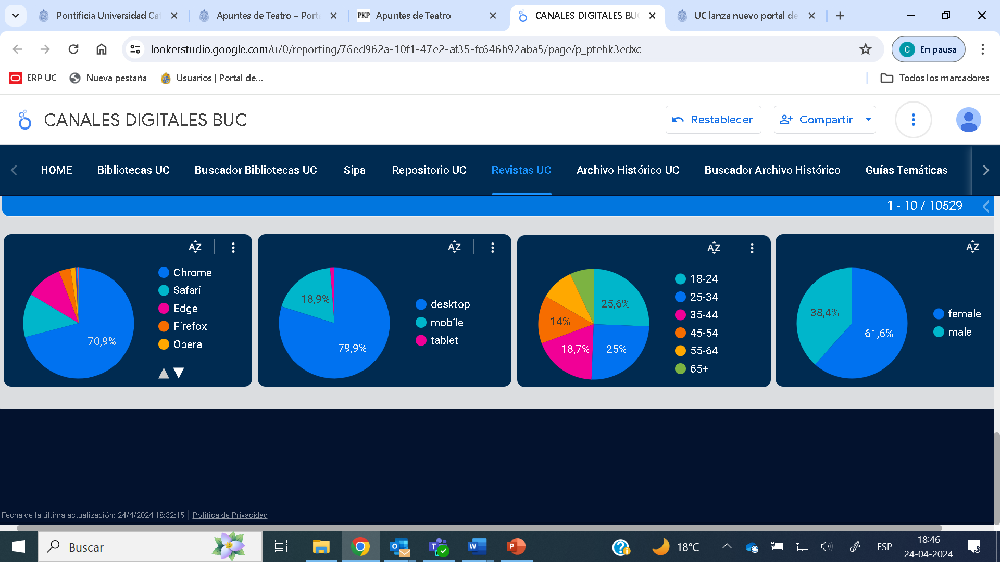 Pontificia Universidad Ca
Apuntes de Teatro – Port
PKP Apuntes de Teatro
CANALES DIGITALES BU
UC lanza nuevo portal de
lookerstudio.google.com/u/0/reporting/76ed962a-10f1-47e2-af35-fc646b92aba5/page/p_ptehk3edxc
C En pausa
ERP UC
Nueva pestaña
Usuarios | Portal de...
Todos los marcadores
CANALES DIGITALES BUC
Restablecer
Compartir
HOME
Bibliotecas UC
Buscador Bibliotecas UC
Sipa
Repositorio UC
Revistas UC
Archivo Histórico UC
Buscador Archivo Histórico
Guías Temáticas
1 - 10 / 10529
AZ
Chrome
Safari
Edge
Firefox
Opera
70,9%
AZ
18,9%
79,9%
desktop
mobile
tablet
AZ
25,6%
14%
18,7%
25%
18-24
25-34
35-44
45-54
55-64
65+
AZ
38,4%
61,6%
female
male
Fecha de la última actualización: 24/4/2024 18:32:15
Política de Privacidad
Buscar
18°C
ESP
18:46
24-04-2024